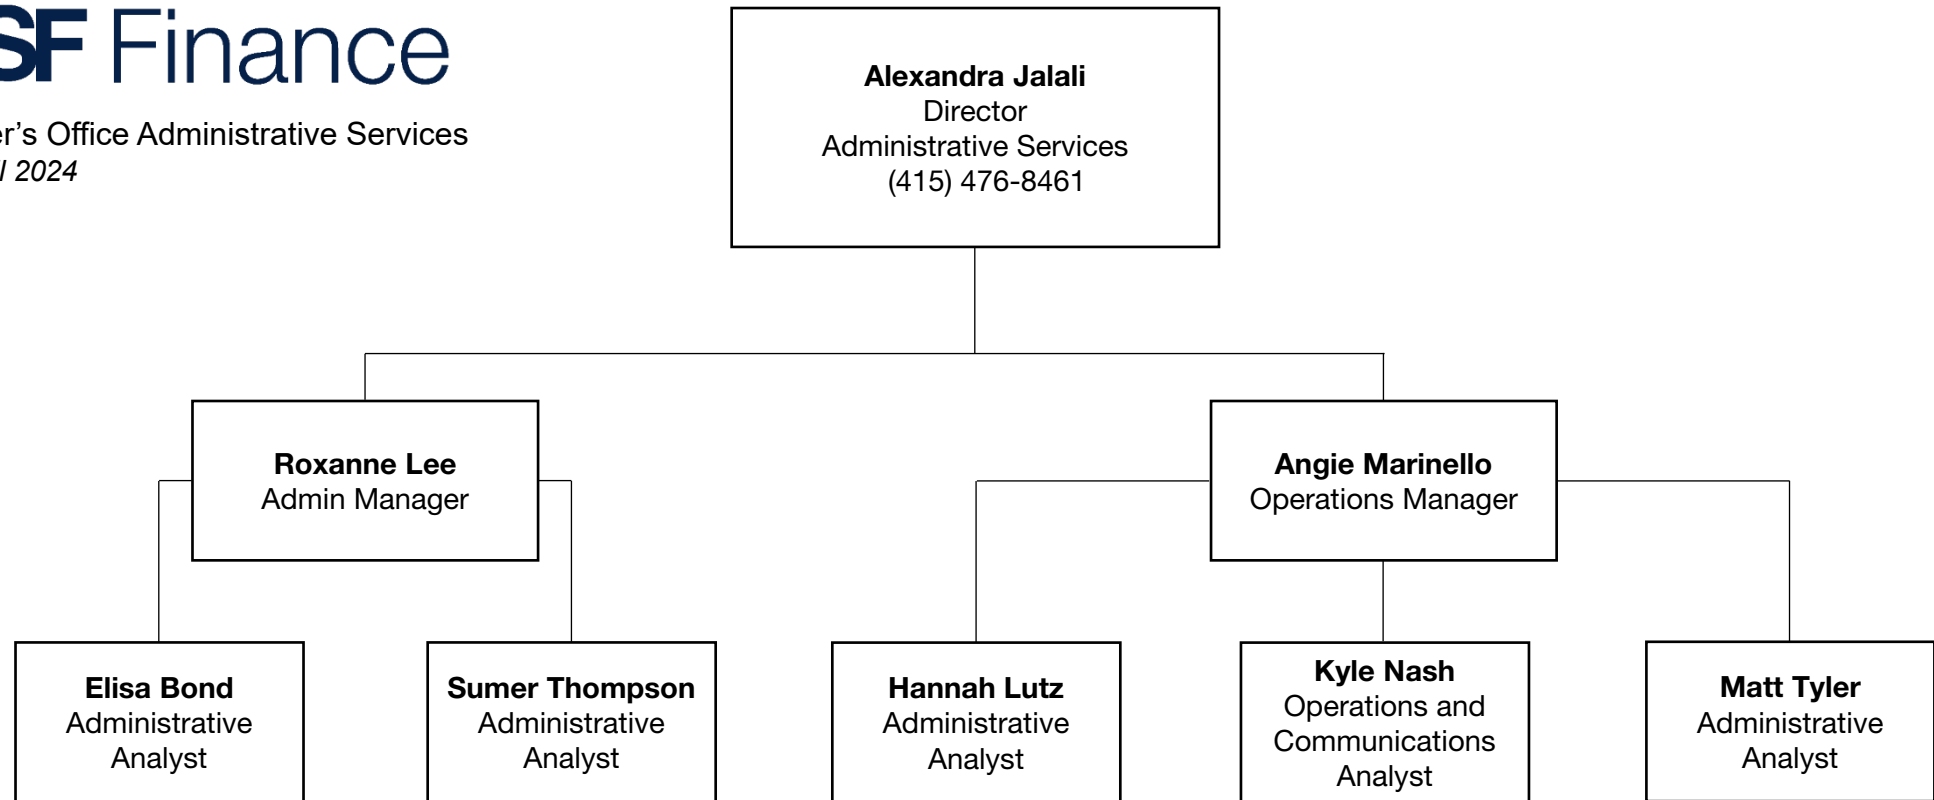 SF Finance
er's Office Administrative Services
2024
Alexandra Jalali
Director
Administrative Services
(415) 476-8461
Roxanne Lee
Admin Manager
Angie Marinello
Operations Manager
Elisa Bond
Administrative
Analyst
Sumer Thompson
Administrative
Analyst
Hannah Lutz
Administrative
Analyst
Kyle Nash
Operations and
Communications
Analyst
Matt Tyler
Administrative
Analyst